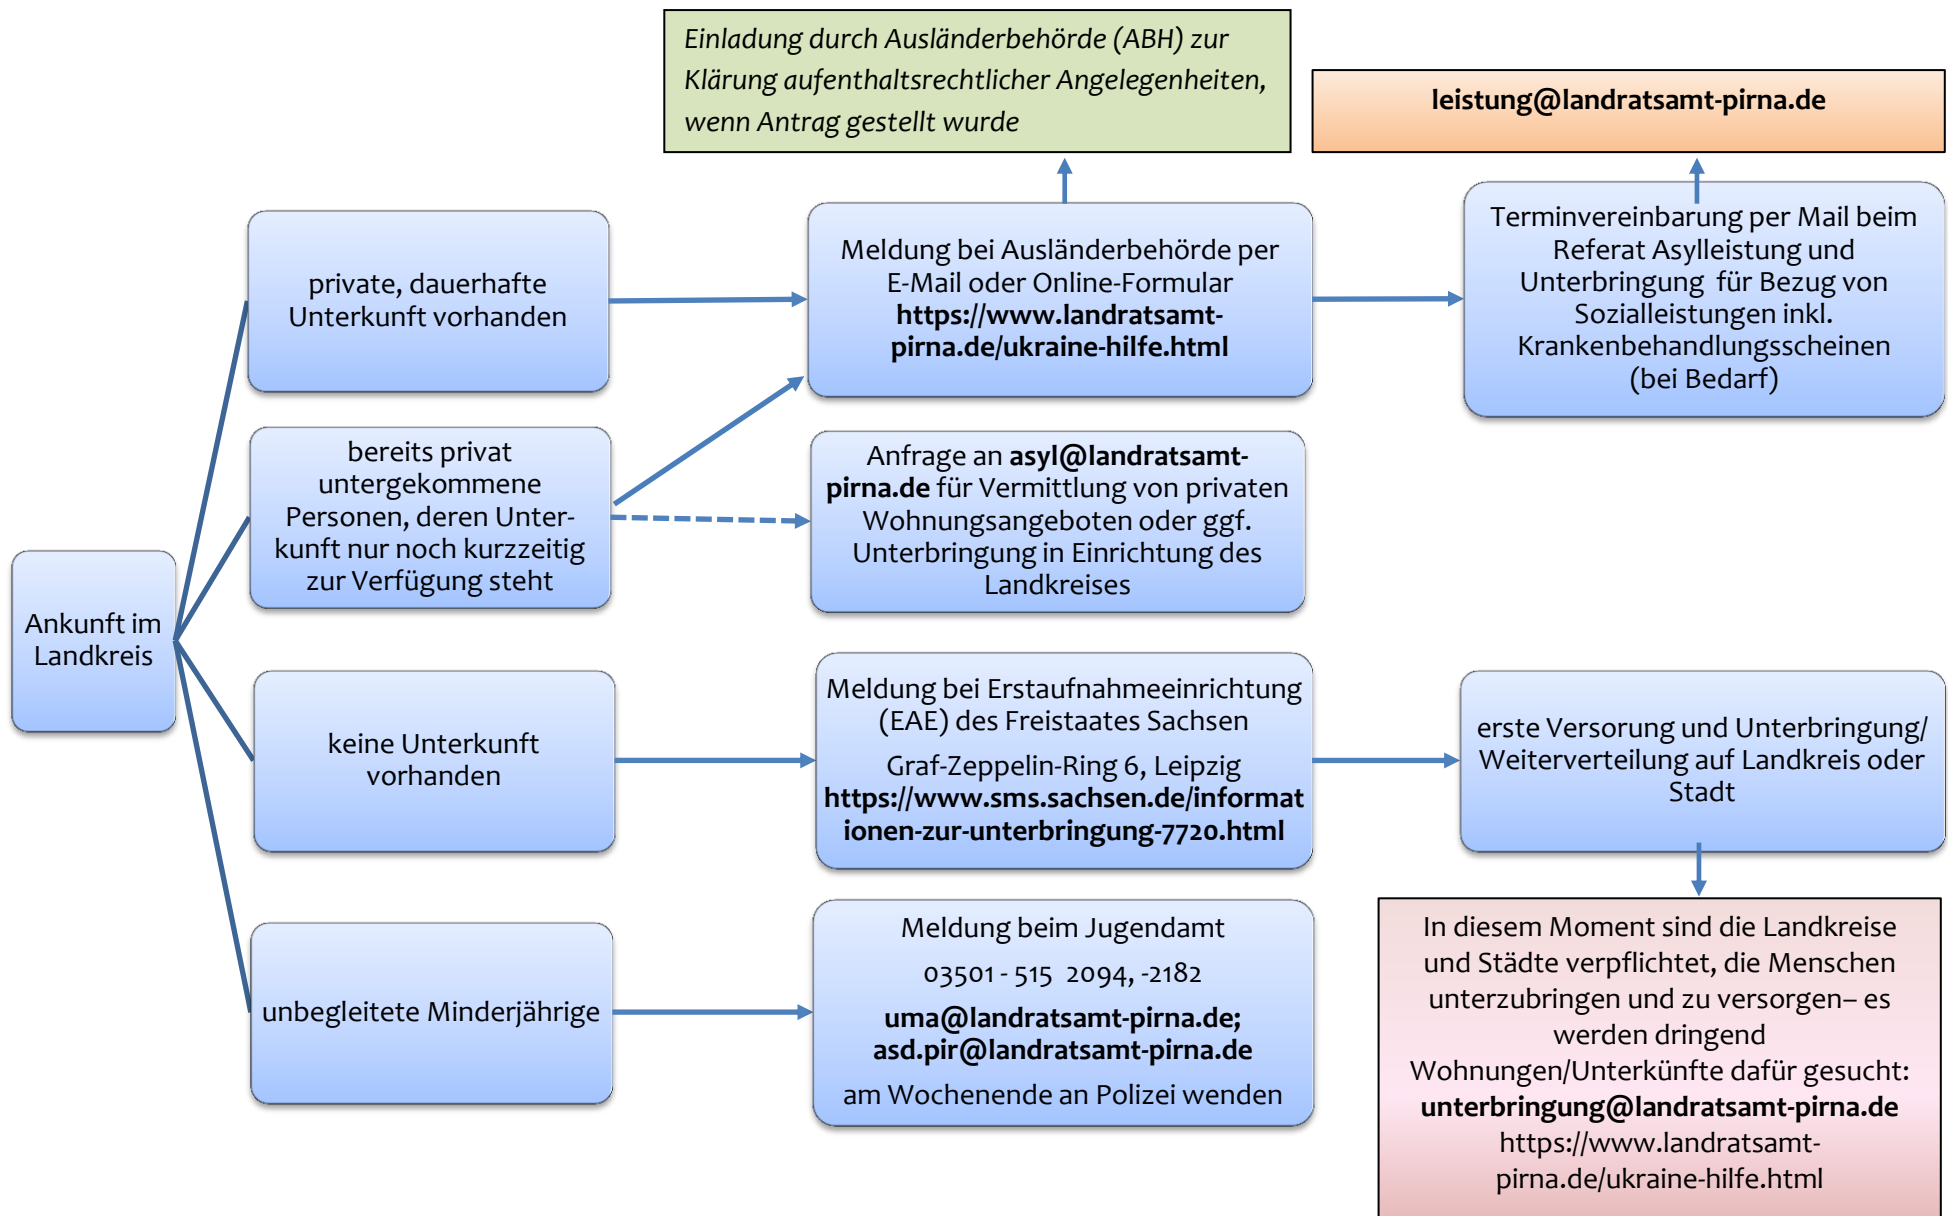 Einladung durch Ausländerbehörde (ABH) zur
Klärung aufenthaltsrechtlicher Angelegenheiten,
wenn Antrag gestellt wurde
leistung@landratsamt-pirna.de
Ankunft im
Landkreis
private, dauerhafte
Unterkunft vorhanden
Meldung bei Ausländerbehörde per
E-Mail oder Online-Formular
https://www.landratsamt-
pirna.de/ukraine-hilfe.html
Terminvereinbarung per Mail beim
Referat Asylleistung und
Unterbringung für Bezug von
Sozialleistungen inkl.
Krankenbehandlungsscheinen
(bei Bedarf)
bereits privat
untergekommene
Personen, deren Unter-
kunft nur noch kurzzeitig
zur Verfügung steht
Anfrage an asyl@landratsamt-
pirna.de für Vermittlung von privaten
Wohnungsangeboten oder ggf.
Unterbringung in Einrichtung des
Landkreises
keine Unterkunft
vorhanden
Meldung bei Erstaufnahmeeinrichtung
(EAE) des Freistaates Sachsen
Graf-Zeppelin-Ring 6, Leipzig
https://www.sms.sachsen.de/informat
ionen-zur-unterbringung-7720.html
erste Versorung und Unterbringung/
Weiterverteilung auf Landkreis oder
Stadt
unbegleitete Minderjährige
Meldung beim Jugendamt
03501 - 515 2094, -2182
uma@landratsamt-pirna.de;
asd.pir@landratsamt-pirna.de
am Wochenende an Polizei wenden
In diesem Moment sind die Landkreise
und Städte verpflichtet, die Menschen
unterzubringen und zu versorgen– es
werden dringend
Wohnungen/Unterkünfte dafür gesucht:
unterbringung@landratsamt-pirna.de
https://www.landratsamt-
pirna.de/ukraine-hilfe.html